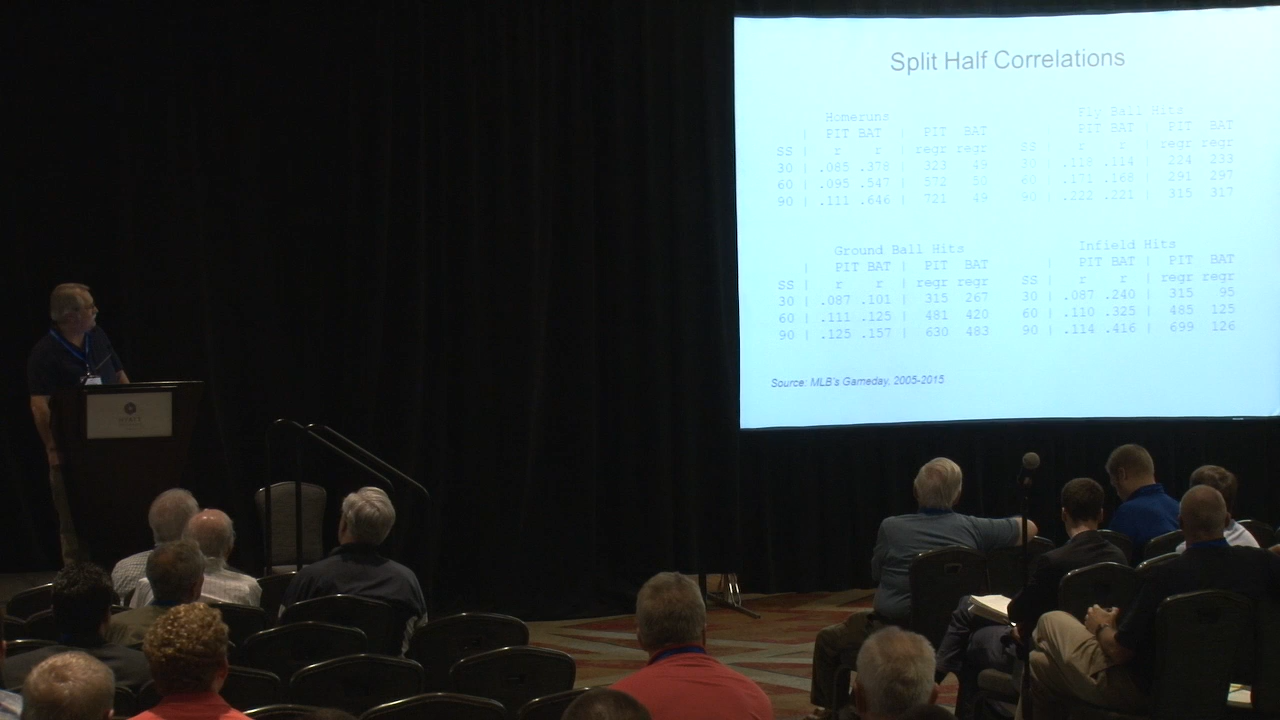 Split Half Correlations
Homeruns
| PIT BAT | PIT BAT
SS | r r | regr regr
30 | .085 .378 | 323 49
60 | .095 .547 | 572 50
90 | .111 .646 | 721 49
Fly Ball Hits
| PIT BAT | PIT BAT
SS | r r | regr regr
30 | .118 .114 | 224 233
60 | .171 .168 | 291 297
90 | .222 .221 | 315 317
Ground Ball Hits
| PIT BAT | PIT BAT
SS | r r | regr regr
30 | .087 .101 | 315 267
60 | .111 .125 | 481 420
90 | .125 .157 | 630 483
Infield Hits
| PIT BAT | PIT BAT
SS | r r | regr regr
30 | .087 .240 | 315 95
60 | .110 .325 | 485 125
90 | .114 .416 | 699 126
Source: MLB's Gameday, 2005-2015